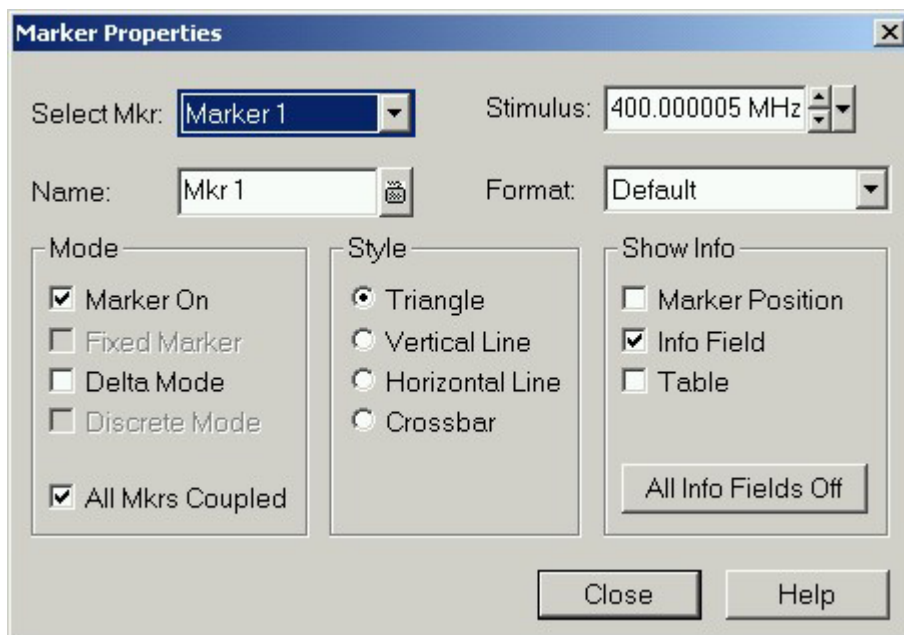 Marker Properties
Select Mkr: Marker 1
Stimulus: 400.000005 MHz
Name: Mkr 1
Format: Default
Mode
Marker On
Fixed Marker
Delta Mode
Discrete Mode
All Mkrs Coupled
Style
Triangle
Vertical Line
Horizontal Line
Crossbar
Show Info
Marker Position
Info Field
Table
All Info Fields Off
Close
Help